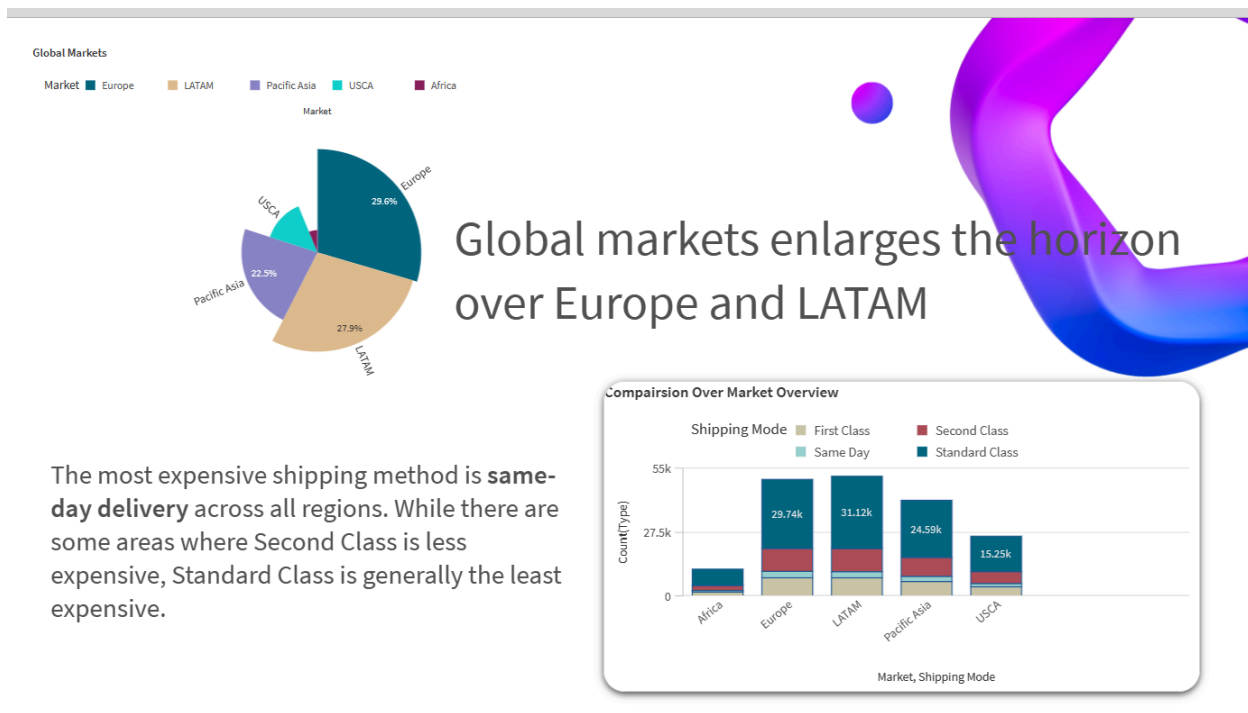 Global Markets
Market Europe LATAM Pacific Asia USCA Africa
Market
Europe
29.6%
USCA
22.5%
Pacific Asia
27.9%
LATAM
Global markets enlarges the horizon
over Europe and LATAM
The most expensive shipping method is same-
day delivery across all regions. While there are
some areas where Second Class is less
expensive, Standard Class is generally the least
expensive.
Compairsion Over Market Overview
Shipping Mode First Class Second Class
Same Day Standard Class
55k
27.5k
0
Count(Type)
29.74k
31.12k
24.59k
15.25k
Africa
Europe
LATAM
Pacific Asia
USCA
Market, Shipping Mode